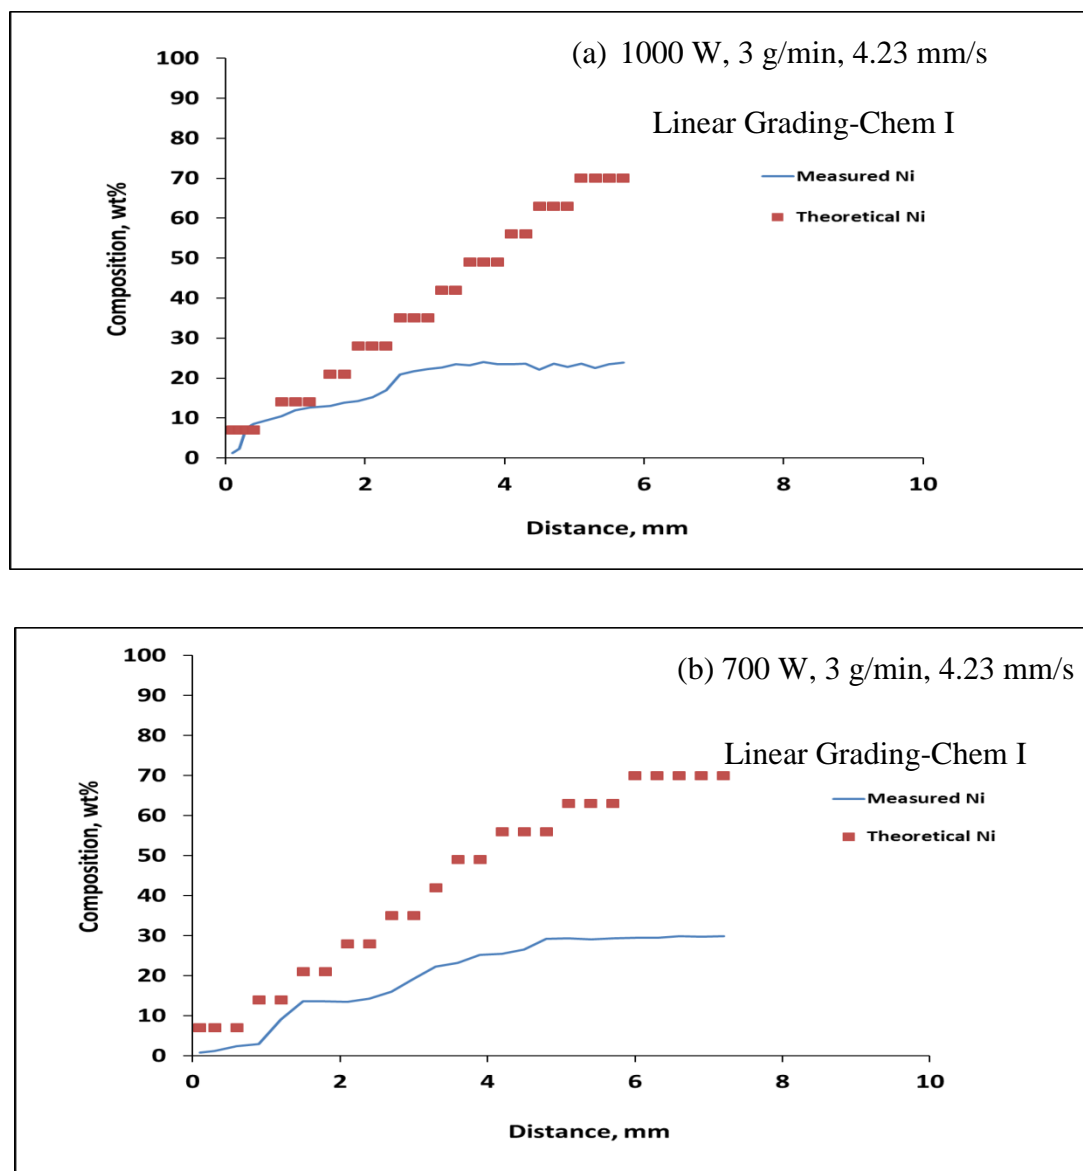 (a) 1000 W, 3 g/min, 4.23 mm/s
Linear Grading-Chem I
Composition, wt%
100
90
80
70
60
50
40
30
20
10
0
Measured Ni
Theoretical Ni
0 2 4 6 8 10
Distance, mm
(b) 700 W, 3 g/min, 4.23 mm/s
Linear Grading-Chem I
Composition, wt%
100
90
80
70
60
50
40
30
20
10
0
Measured Ni
Theoretical Ni
0 2 4 6 8 10
Distance, mm